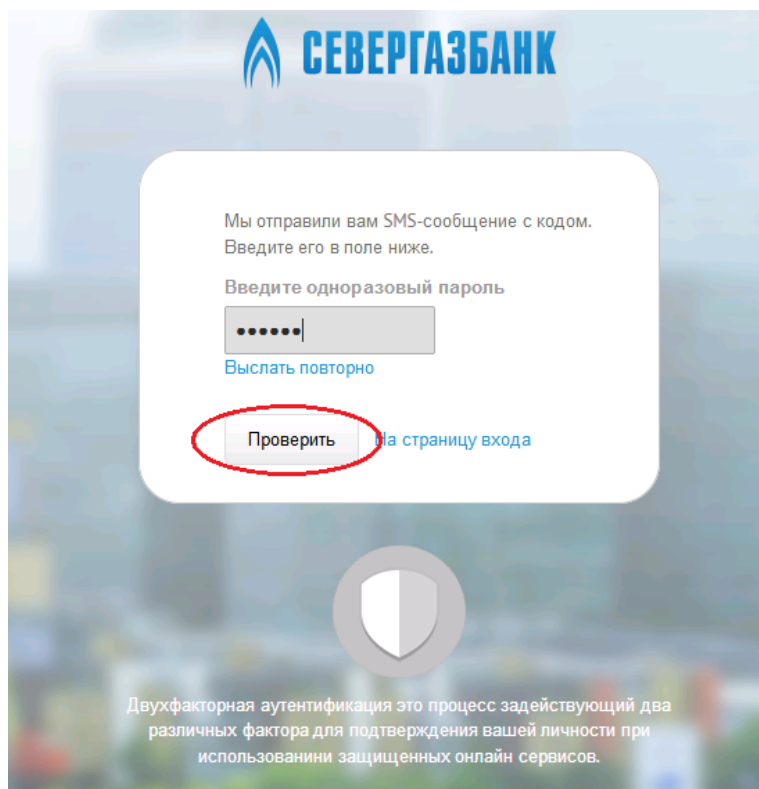 СЕВЕРГАЗБАНК
Мы отправили вам SMS-сообщение с кодом.
Введите его в поле ниже.
Введите одноразовый пароль
••••••
Выслать повторно
Проверить На страницу входа
Двухфакторная аутентификация это процесс задействующий два
различных фактора для подтверждения вашей личности при
использованини защищенных онлайн сервисов.